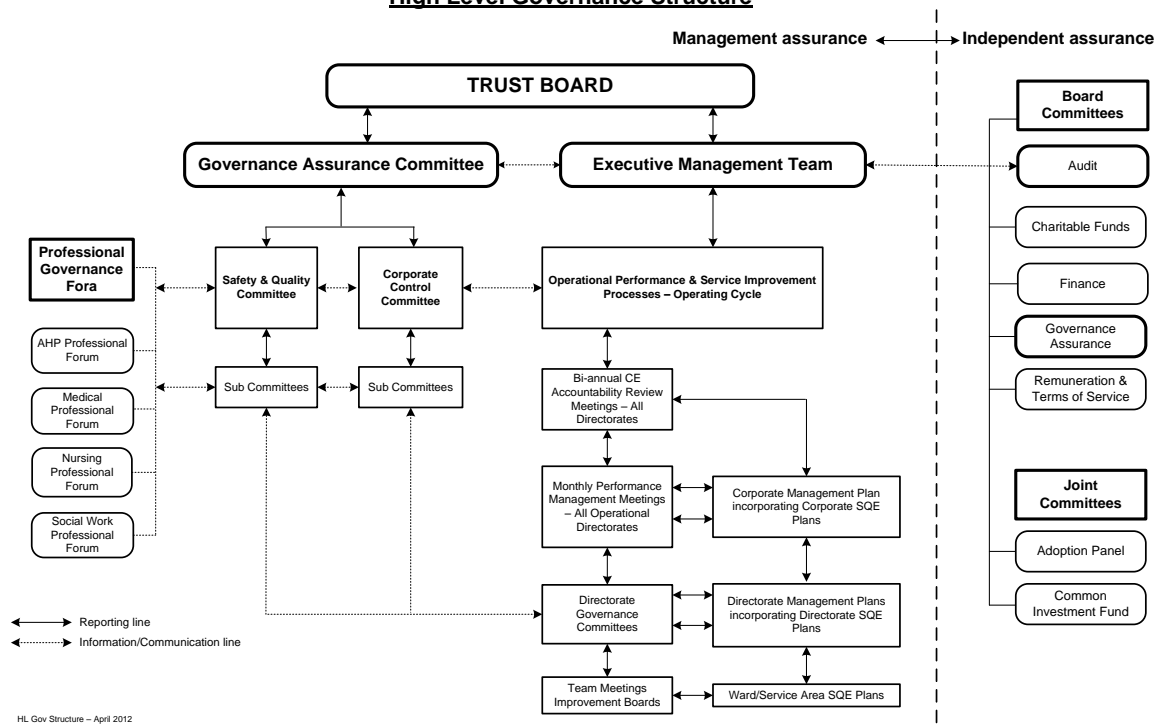 High Level Governance Structure
Management assurance
Independent assurance
TRUST BOARD
Board
Committees
Governance Assurance Committee
Executive Management Team
Audit
Charitable Funds
Professional
Governance
Fora
Safety & Quality
Committee
Corporate
Control
Committee
Operational Performance & Service Improvement
Processes – Operating Cycle
Finance
AHP Professional
Forum
Governance
Assurance
Sub Committees
Sub Committees
Bi-annual CE
Accountability Review
Meetings – All
Directorates
Remuneration &
Terms of Service
Medical
Professional
Forum
Nursing
Professional
Forum
Monthly Performance
Management Meetings
– All Operational
Directorates
Corporate Management Plan
incorporating Corporate SQE
Plans
Joint
Committees
Social Work
Professional
Forum
Adoption Panel
Directorate
Governance
Committees
Directorate Management Plans
incorporating Directorate SQE
Plans
Common
Investment Fund
Reporting line
Information/Communication line
Team Meetings
Improvement Boards
Ward/Service Area SQE Plans
HL Gov Structure – April 2012